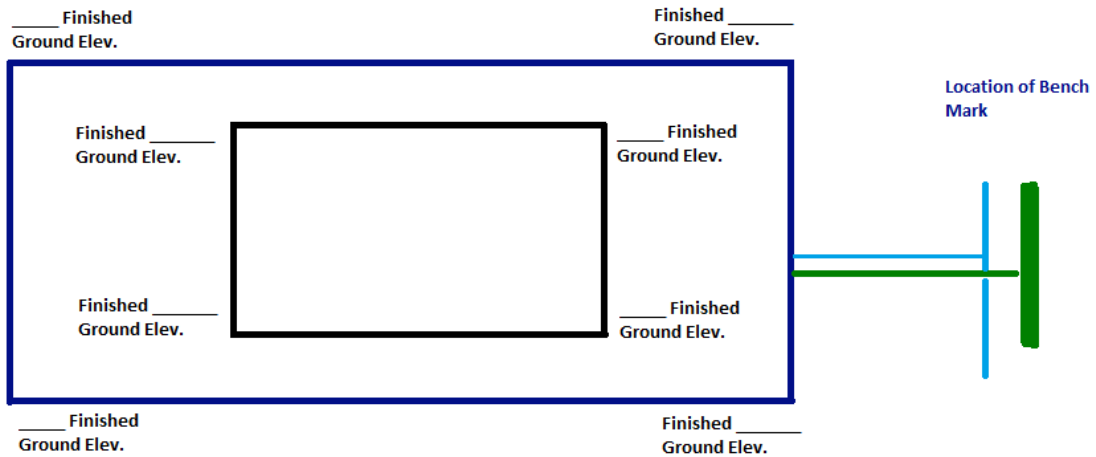 _____ Finished
Ground Elev.
Finished _______
Ground Elev.
Location of Bench
Mark
Finished _______
Ground Elev.
_____ Finished
Ground Elev.
Finished _______
Ground Elev.
_____ Finished
Ground Elev.
_____ Finished
Ground Elev.
Finished _______
Ground Elev.